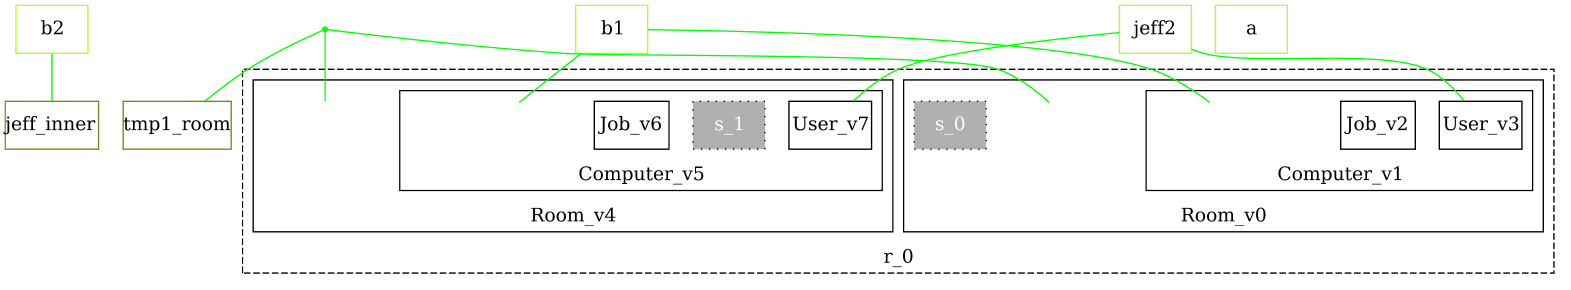 b2
b1
jeff2
a
jeff_inner
tmp1_room
Job_v6
s_1
User_v7
s_0
Job_v2
User_v3
Computer_v5
Computer_v1
Room_v4
Room_v0
r_0